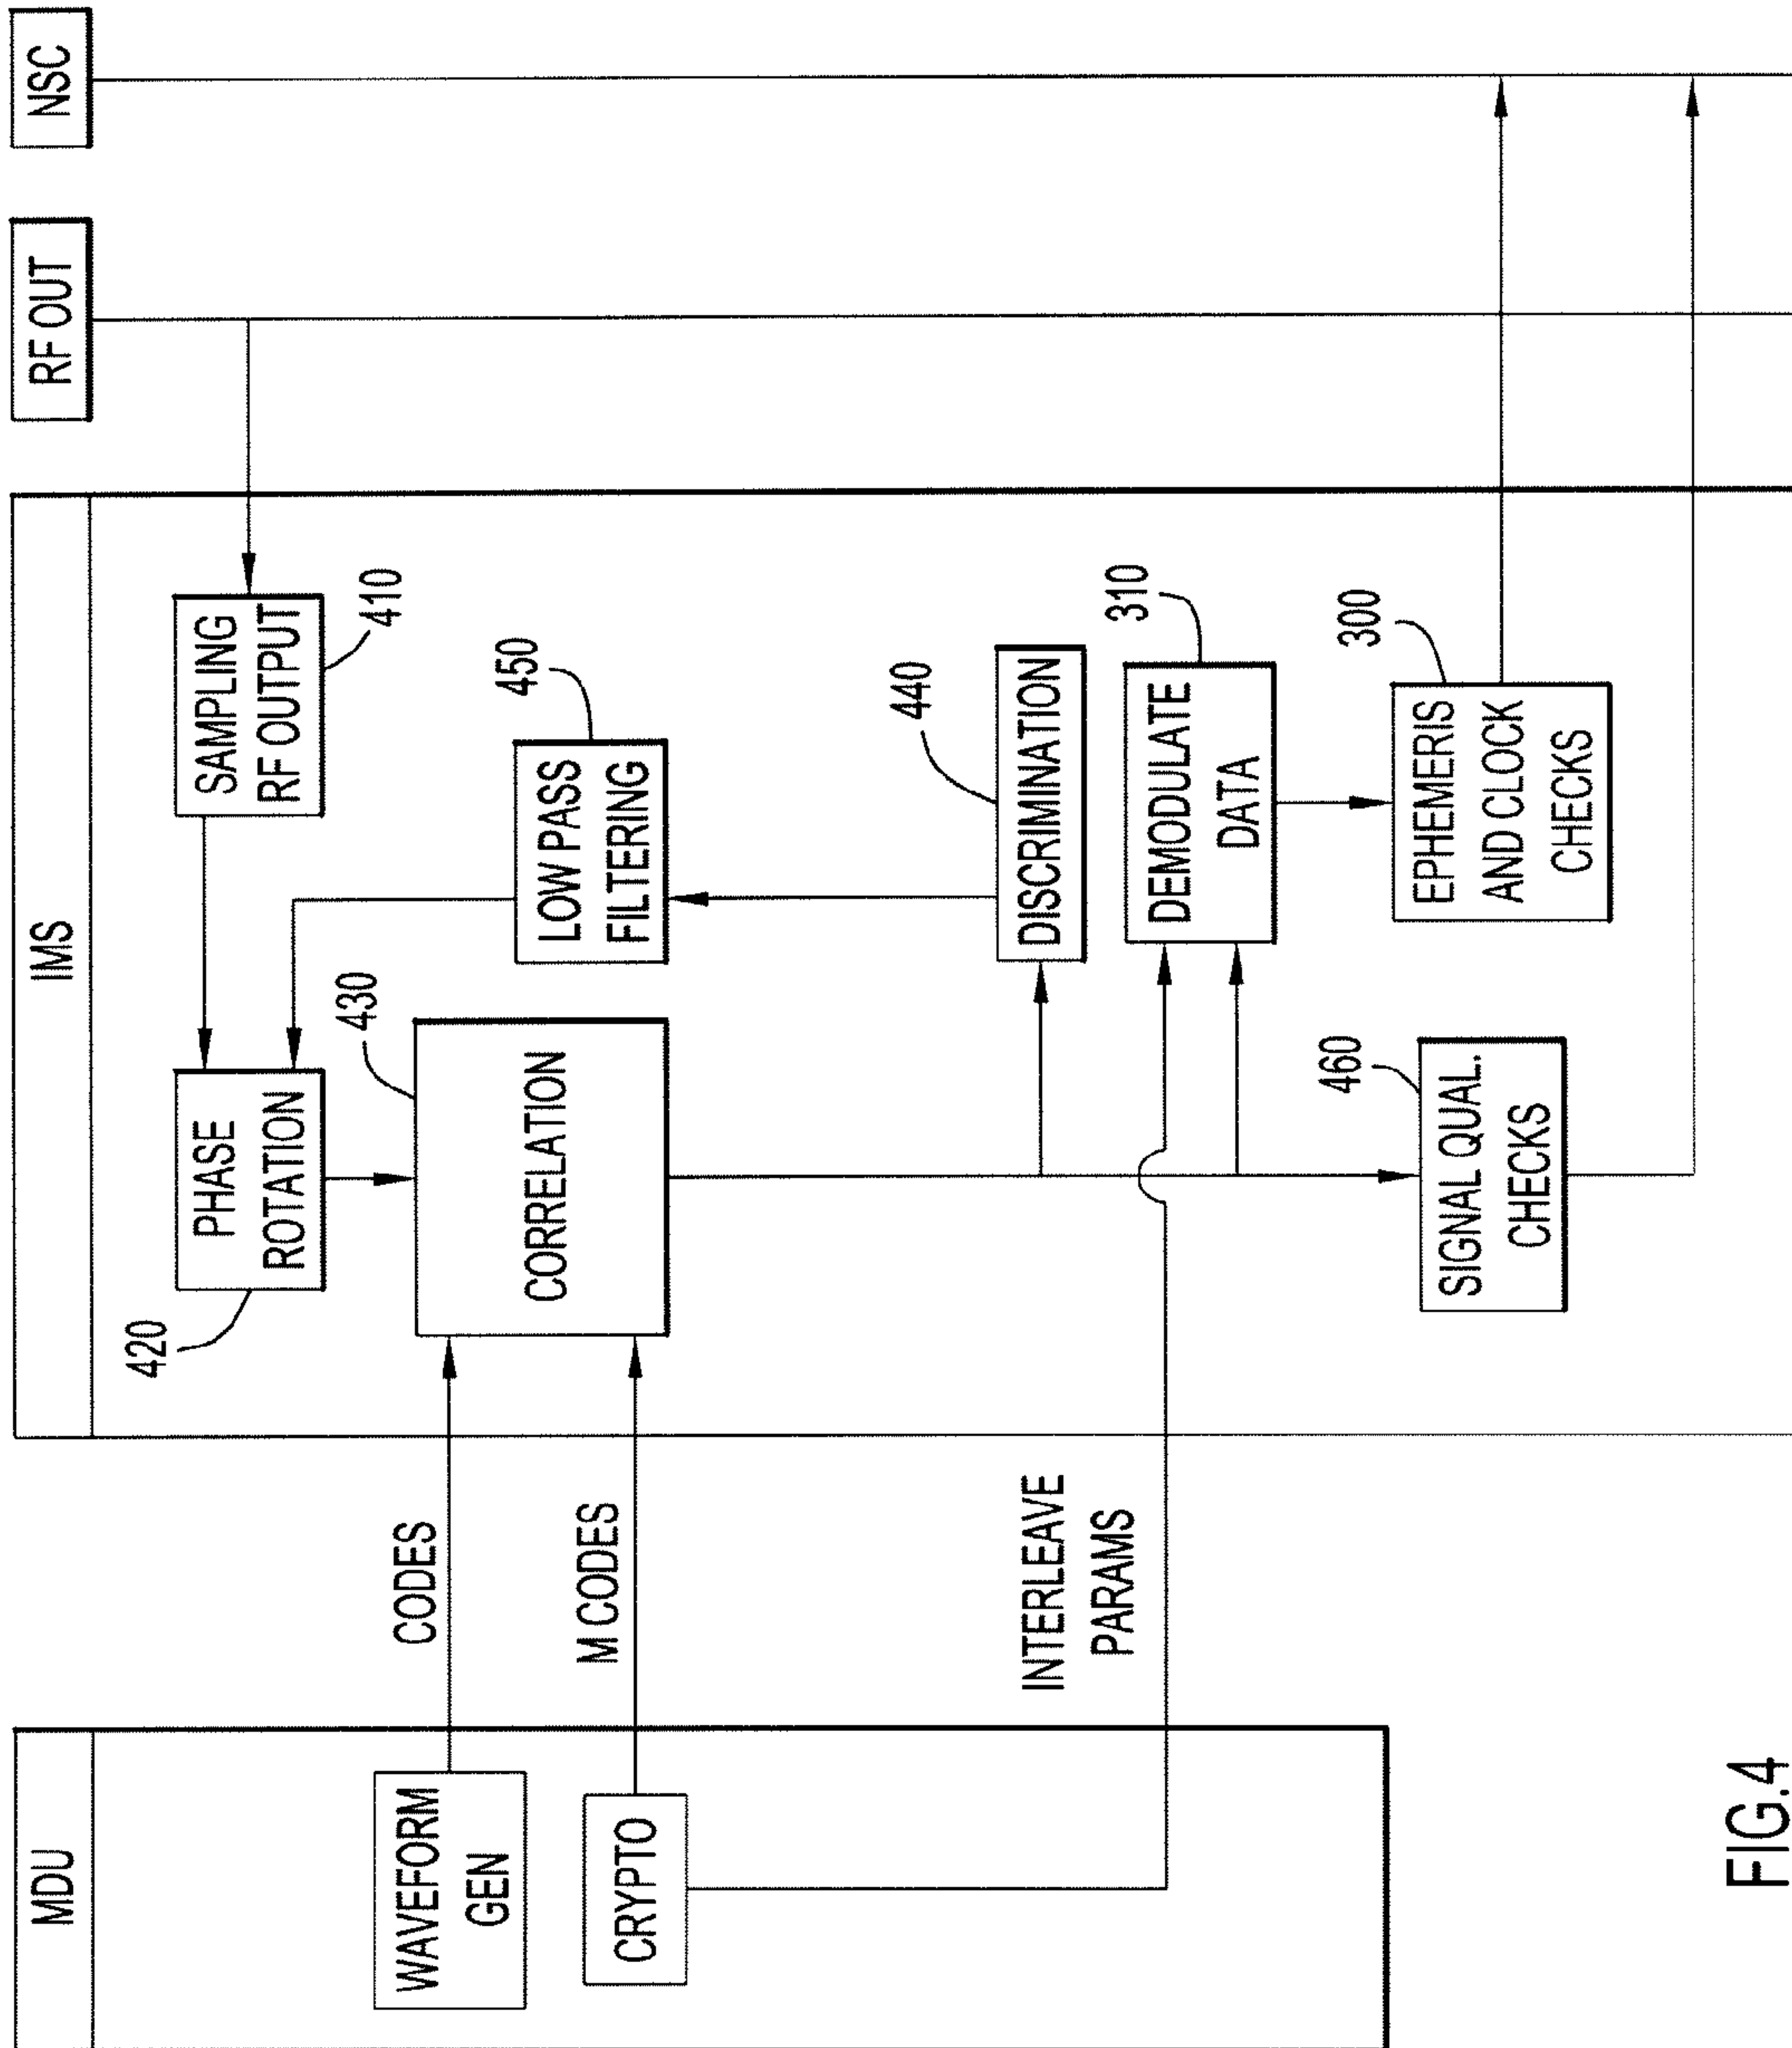 MDU
WAVEFORM
GEN
CRYPTO
CODES
M CODES
INTERLEAVE
PARAMS
IMS
420
PHASE
ROTATION
SAMPLING
RF OUTPUT
410
430
CORRELATION
LOW PASS
FILTERING
450
DISCRIMINATION
440
DEMODULATE
DATA
310
EPHEMERIS
AND CLOCK
CHECKS
300
SIGNAL QUAL.
CHECKS
460
RF OUT
NSC
FIG.4